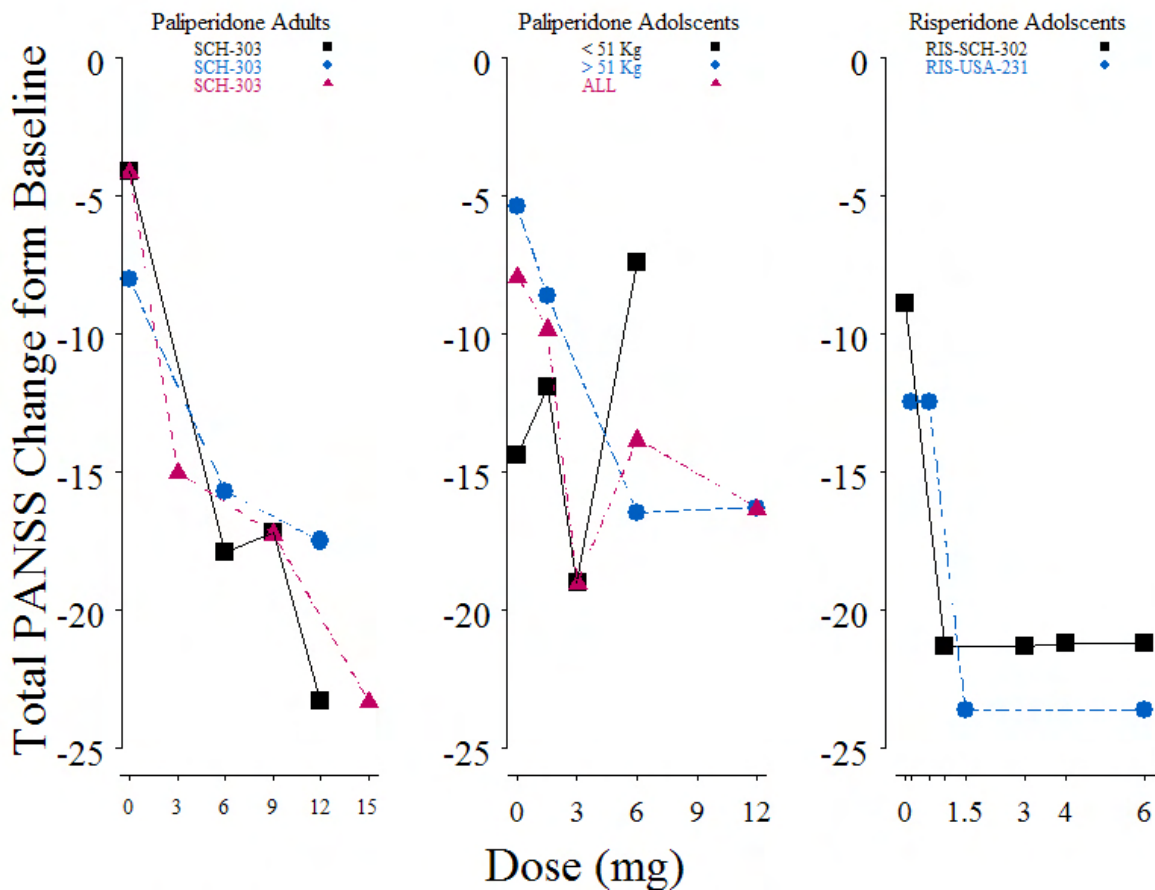 Paliperidone Adults
SCH-303
SCH-303
SCH-303
Paliperidone Adolscents
< 51 Kg
> 51 Kg
ALL
Risperidone Adolscents
RIS-SCH-302
RIS-USA-231
Total PANSS Change form Baseline
0
-5
-10
-15
-20
-25
0
-5
-10
-15
-20
-25
0
-5
-10
-15
-20
-25
0 3 6 9 12 15
0 3 6 9 12
0 1.5 3 4 6
Dose (mg)